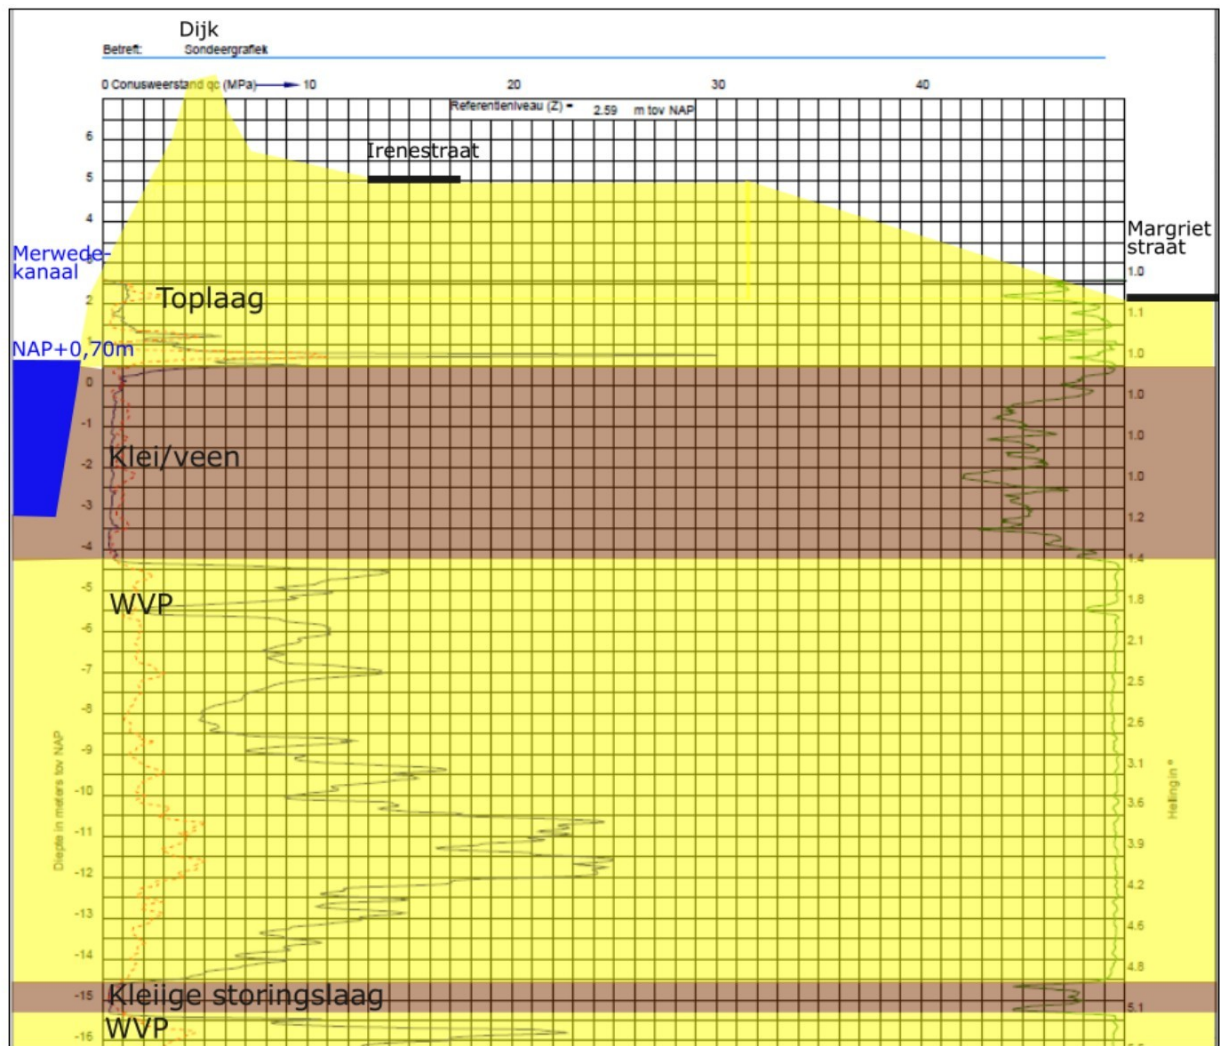 Dijk
Betreft: Sondeergrafiek
0 Conusweerstand qc (MPa) 10 20 30 40
Referentieniveau (Z) = 2.59 m tov NAP
6
Irenestraat
5
4
Margriet
straat
Merwede-
kanaal
3
1.0
2
Toplaag
1.1
NAP+0,70m
1.0
0
1.0
-1
1.0
Klei/veen
-2
1.0
-3
1.2
-4
1.4
-5
WVP
1.8
-6
2.1
-7
2.5
-8
2.6
-9
3.1
-10
3.6
-11
3.9
-12
4.2
-13
4.6
-14
4.8
-15
Kleiige storingslaag
5.1
WVP
-16
Diepte in meters tov NAP
Helling in °